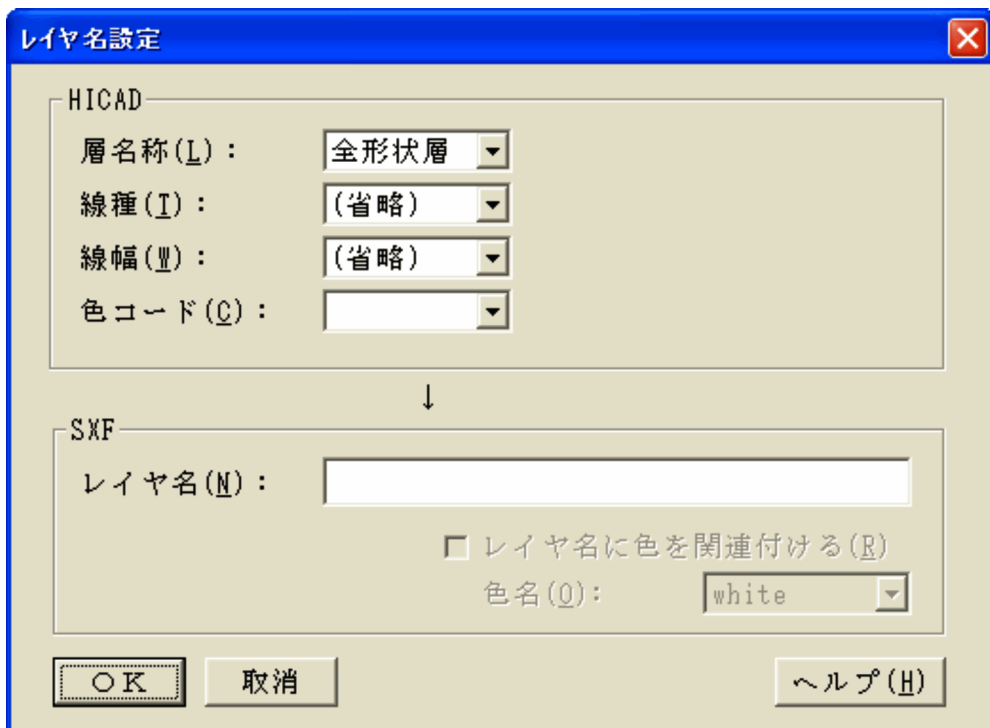 レイヤ名設定
HICAD
層名称(L): 全形状層
線種(T): (省略)
線幅(W): (省略)
色コード(C):
↓
SXF
レイヤ名(N):
レイヤ名に色を関連付ける(R)
色名(O): white
OK 取消 ヘルプ(H)